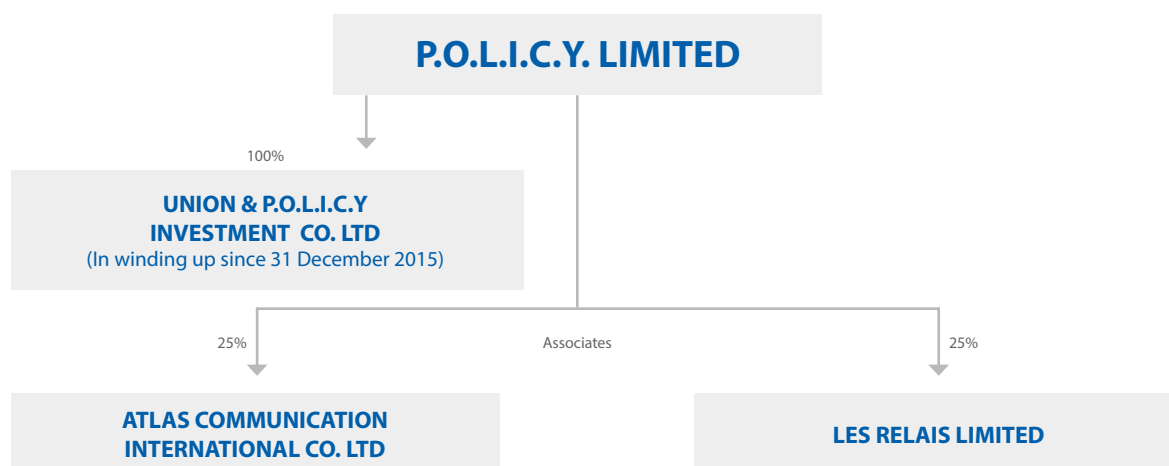 P.O.L.I.C.Y. LIMITED
100%
UNION & P.O.L.I.C.Y
INVESTMENT CO. LTD
(In winding up since 31 December 2015)
25%
Associates
25%
ATLAS COMMUNICATION
INTERNATIONAL CO. LTD
LES RELAIS LIMITED